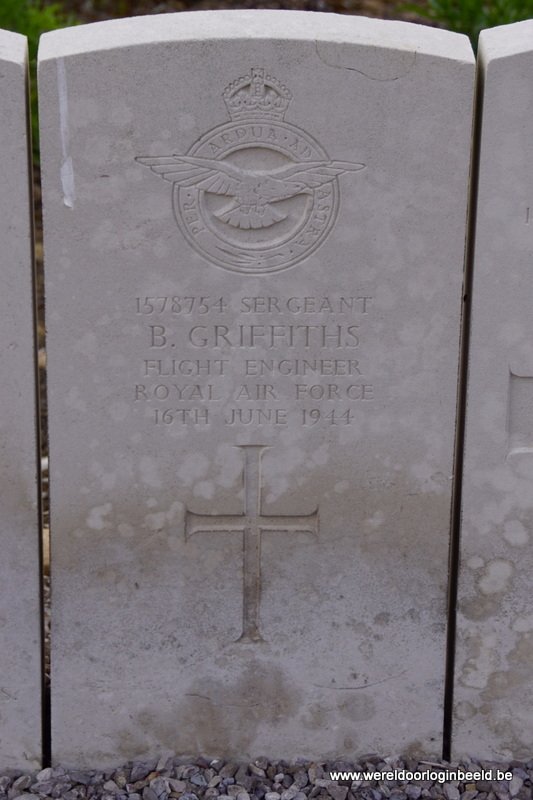 PER ARDUA AD ASTRA
1578754 SERGEANT
B. GRIFFITHS
FLIGHT ENGINEER
ROYAL AIR FORCE
16TH JUNE 1944
www.wereldoorloginbeeld.be